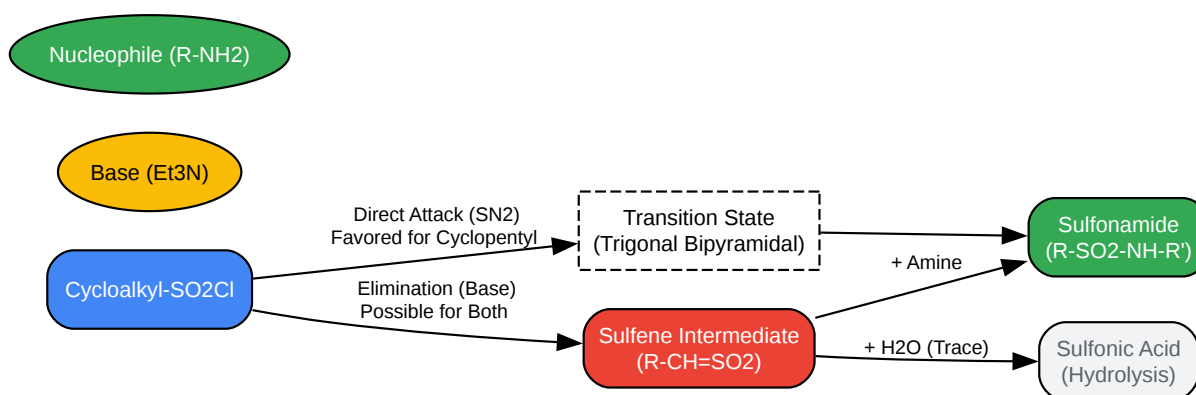 Nucleophile (R-NH2)
Base (Et3N)
Cycloalkyl-SO2Cl
Direct Attack (SN2)
Favored for Cyclopentyl
Elimination (Base)
Possible for Both
Transition State
(Trigonal Bipyramidal)
Sulfene Intermediate
(R-CH=SO2)
+ Amine
+ H2O (Trace)
Sulfonamide
(R-SO2-NH-R')
Sulfonic Acid
(Hydrolysis)